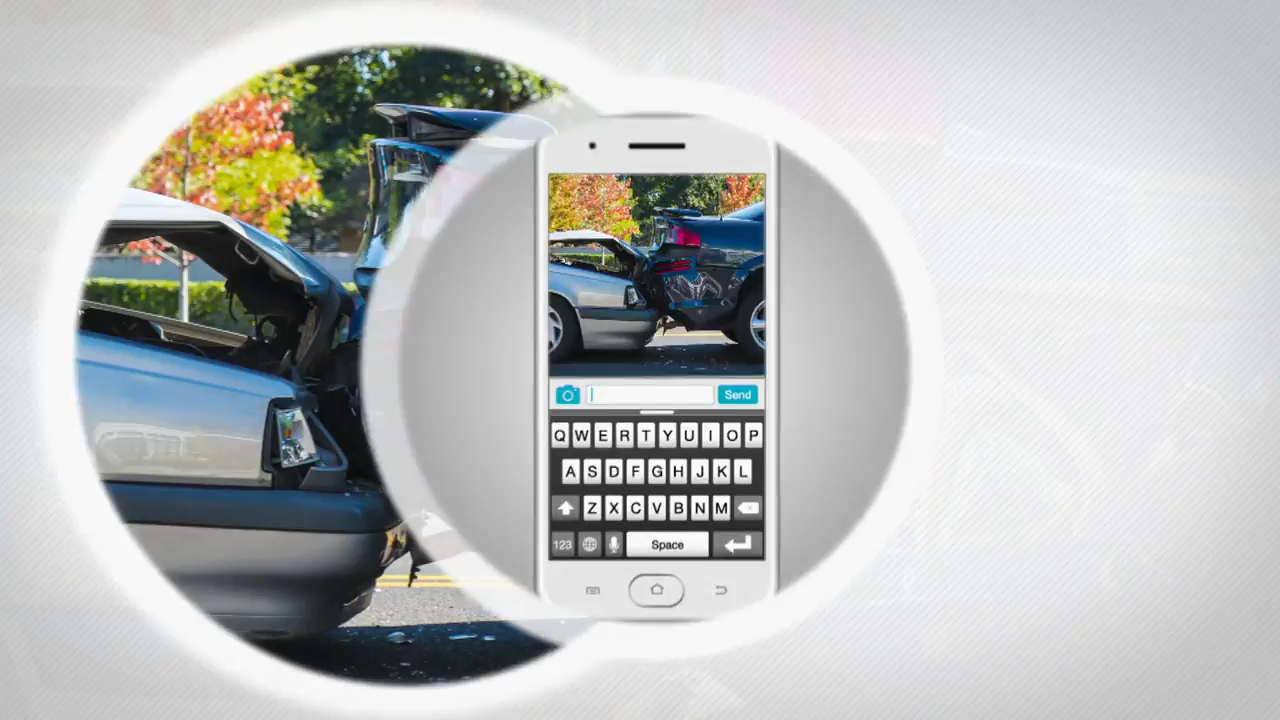 Send
Q W E R T Y U I O P
A S D F G H J K L
Z X C V B N M
123 Space